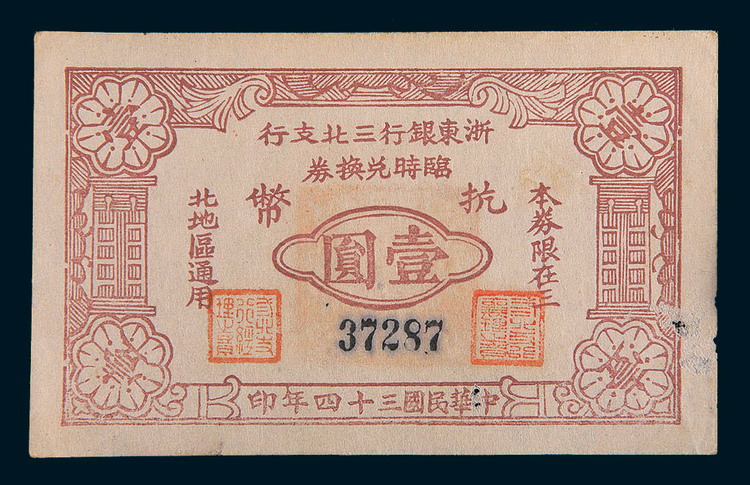 浙東銀行三北支行
臨時兌換券
抗幣
本券限在三
北地區通用
壹圓
37287
中華民國三十四年印